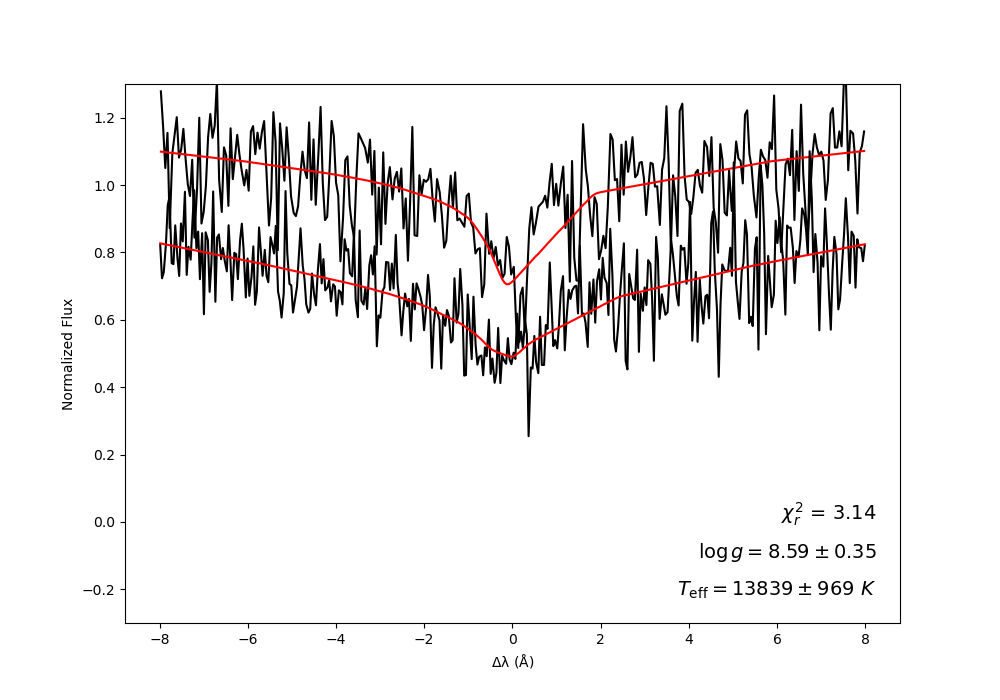 1.2
1.0
0.8
0.6
0.4
0.2
0.0
−0.2
Normalized Flux
χ²ᵣ = 3.14
log g = 8.59 ± 0.35
T_eff = 13839 ± 969 K
−8 −6 −4 −2 0 2 4 6 8
Δλ (Å)